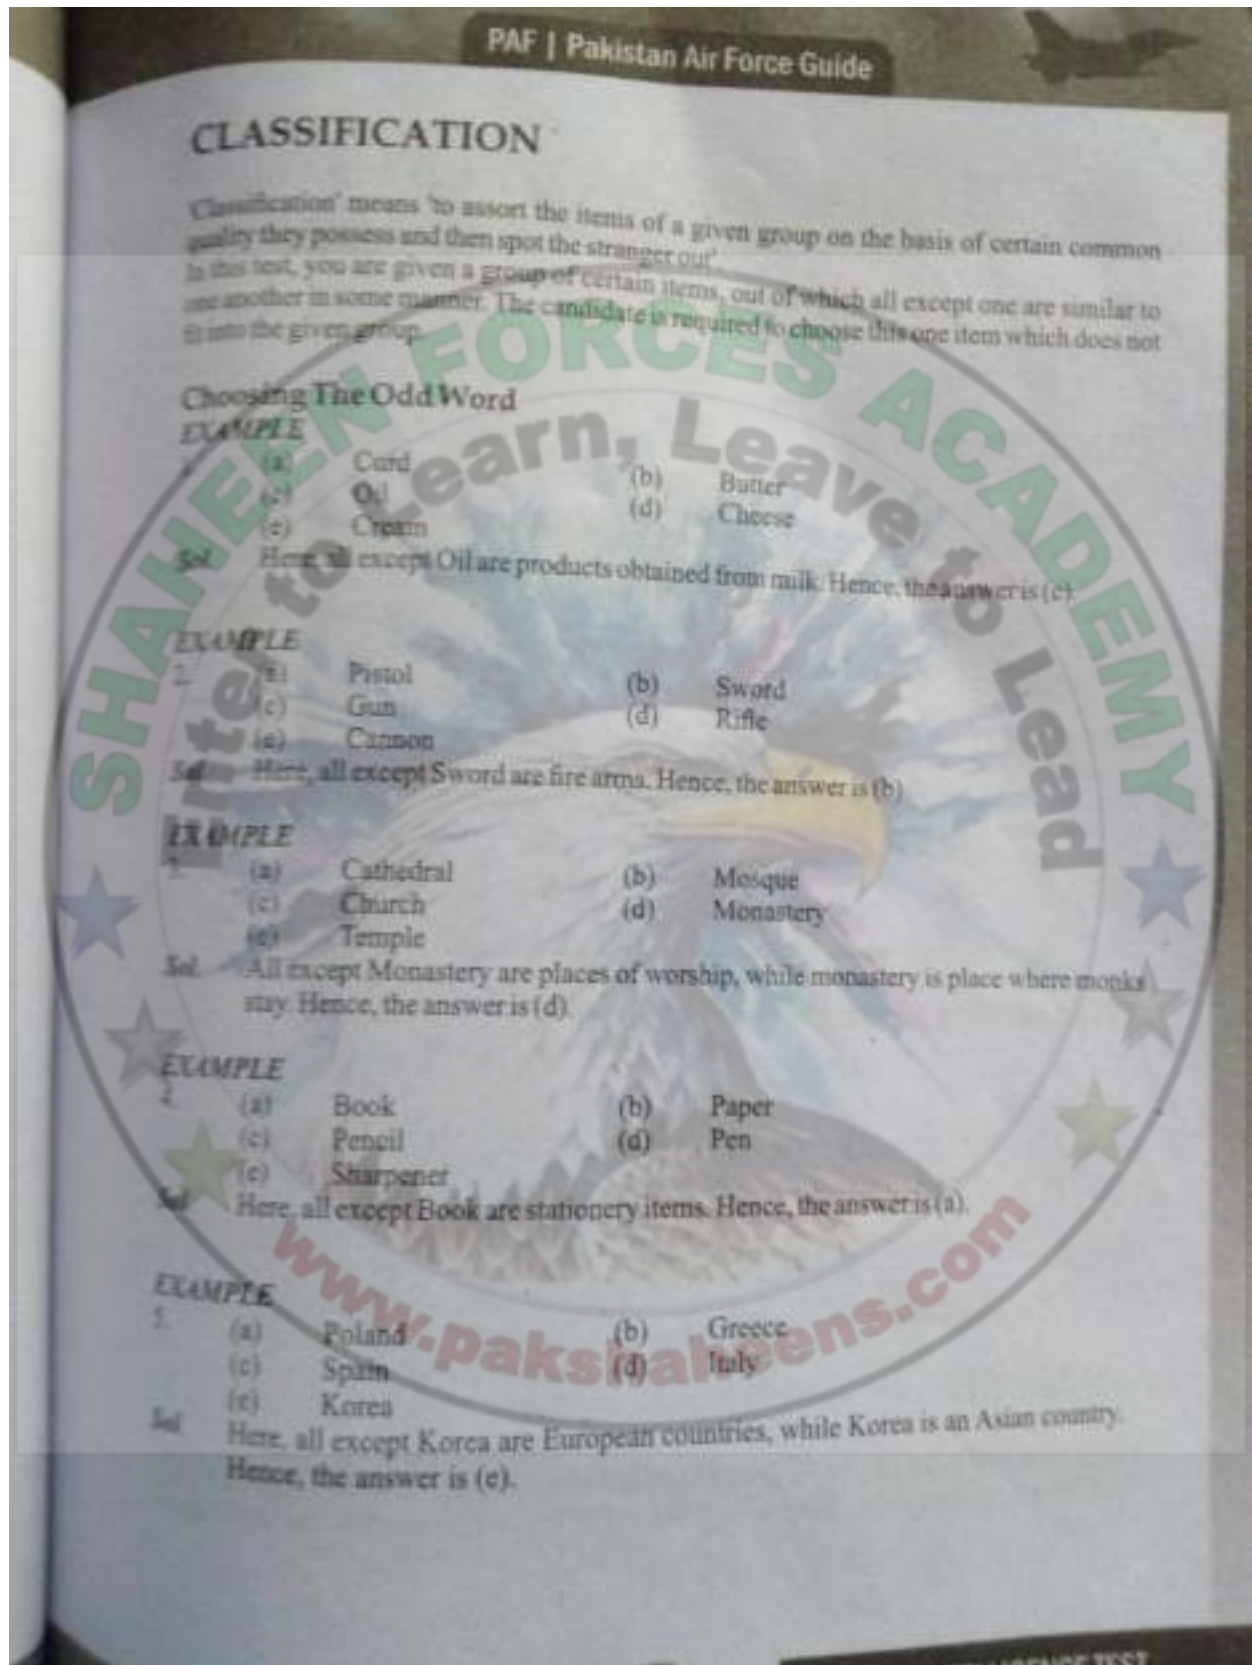 PAF | Pakistan Air Force Guide
CLASSIFICATION
'Classification' means 'to assort the items of a given group on the basis of certain common
quality they possess and then spot the stranger out'.
In this test, you are given a group of certain items, out of which all except one are similar to
one another in some manner. The candidate is required to choose this one item which does not
fit into the given group.
Choosing The Odd Word
EXAMPLE
(a) Curd (b) Butter
(c) Oil (d) Cheese
(e) Cream
Sol. Here, all except Oil are products obtained from milk. Hence, the answer is (c).
EXAMPLE
2. (a) Pistol (b) Sword
(c) Gun (d) Rifle
(e) Cannon
Sol. Here, all except Sword are fire arms. Hence, the answer is (b)
EXAMPLE
3. (a) Cathedral (b) Mosque
(c) Church (d) Monastery
(e) Temple
Sol. All except Monastery are places of worship, while monastery is place where monks
stay. Hence, the answer is (d).
EXAMPLE
4. (a) Book (b) Paper
(c) Pencil (d) Pen
(e) Sharpener
Sol. Here, all except Book are stationery items. Hence, the answer is (a).
EXAMPLE
5. (a) Poland (b) Greece
(c) Spain (d) Italy
(e) Korea
Sol. Here, all except Korea are European countries, while Korea is an Asian country.
Hence, the answer is (e).
SHAHEEN FORCES ACADEMY
Enter to Learn, Leave to Lead
www.pakshaheens.com
TEST